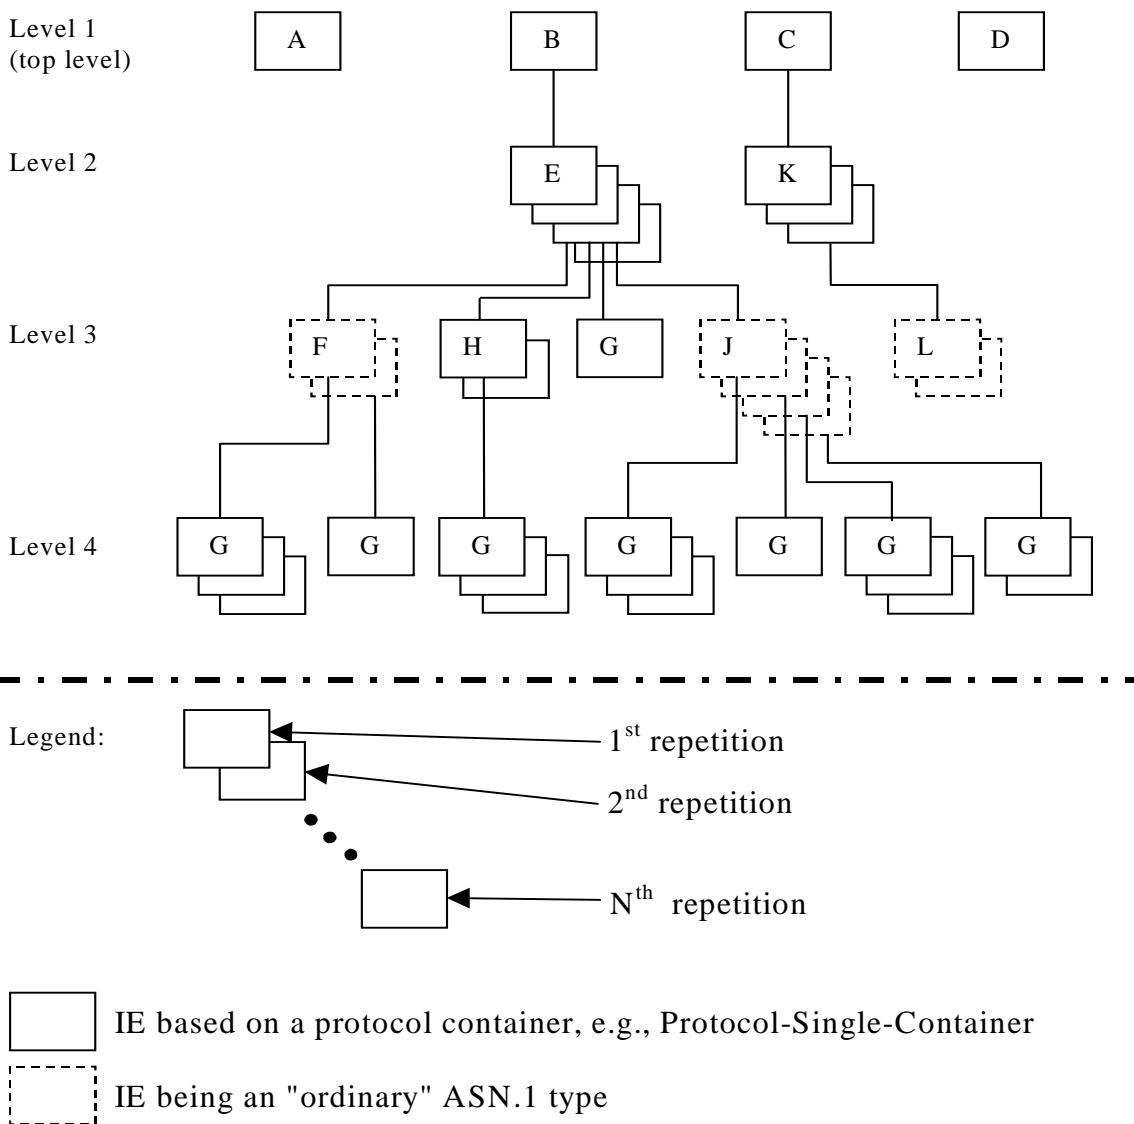 Level 1
(top level)
A
B
C
D
Level 2
E
K
Level 3
F
H
G
J
L
Level 4
G
G
G
G
G
G
G
Legend:
1st repetition
2nd repetition
Nth repetition
IE based on a protocol container, e.g., Protocol-Single-Container
IE being an "ordinary" ASN.1 type